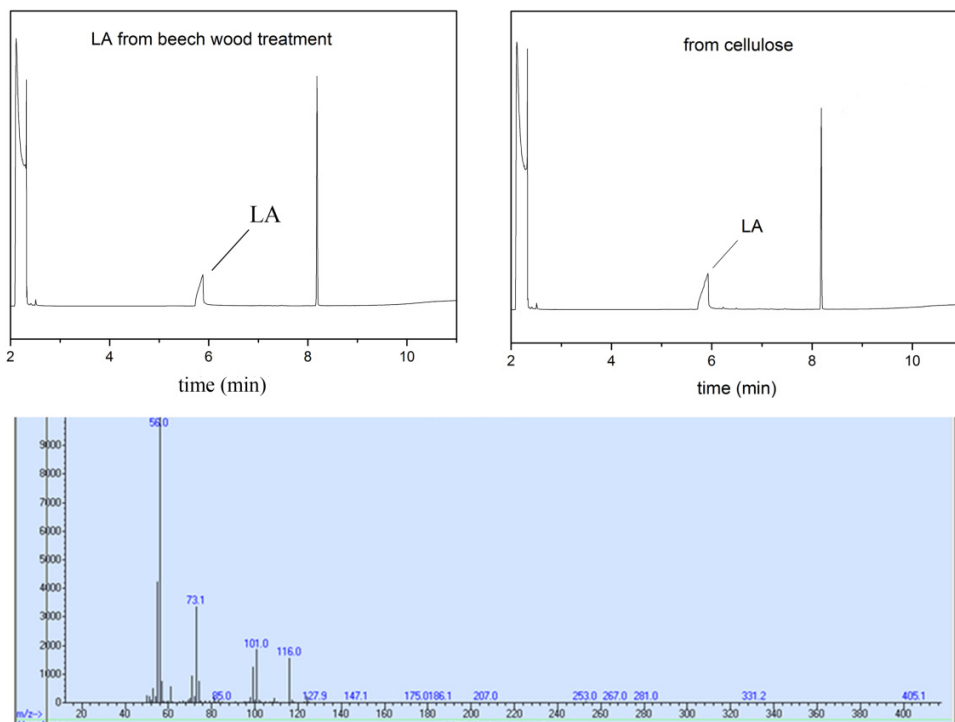 LA from beech wood treatment
LA
2 4 6 8 10
time (min)
from cellulose
LA
2 4 6 8 10
time (min)
9000
8000
7000
6000
5000
4000
3000
2000
1000
0
56.0
73.1
101.0
116.0
85.0 127.9 147.1 175.0 186.1 207.0 253.0 267.0 281.0 331.2 405.1
m/z-> 20 40 60 80 100 120 140 160 180 200 220 240 260 280 300 320 340 360 380 400